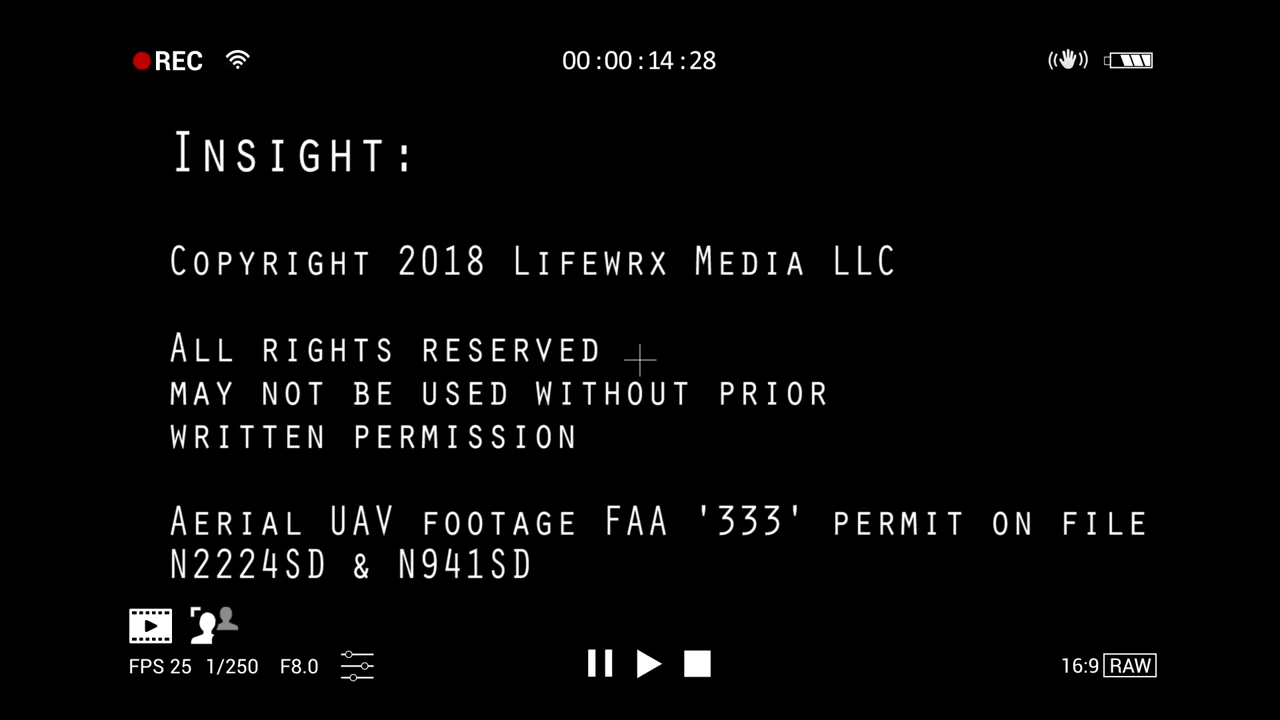 REC
00:00:14:28
Insight:
Copyright 2018 Lifewrx Media LLC
All rights reserved
may not be used without prior
written permission
Aerial UAV footage FAA '333' permit on file
N2224SD & N941SD
FPS 25 1/250 F8.0
16:9 RAW